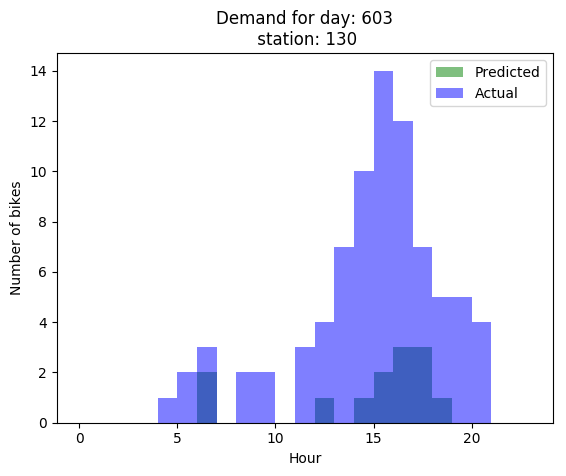 Demand for day: 603
station: 130
Predicted
Actual
Number of bikes
14
12
10
8
6
4
2
0
0 5 10 15 20
Hour